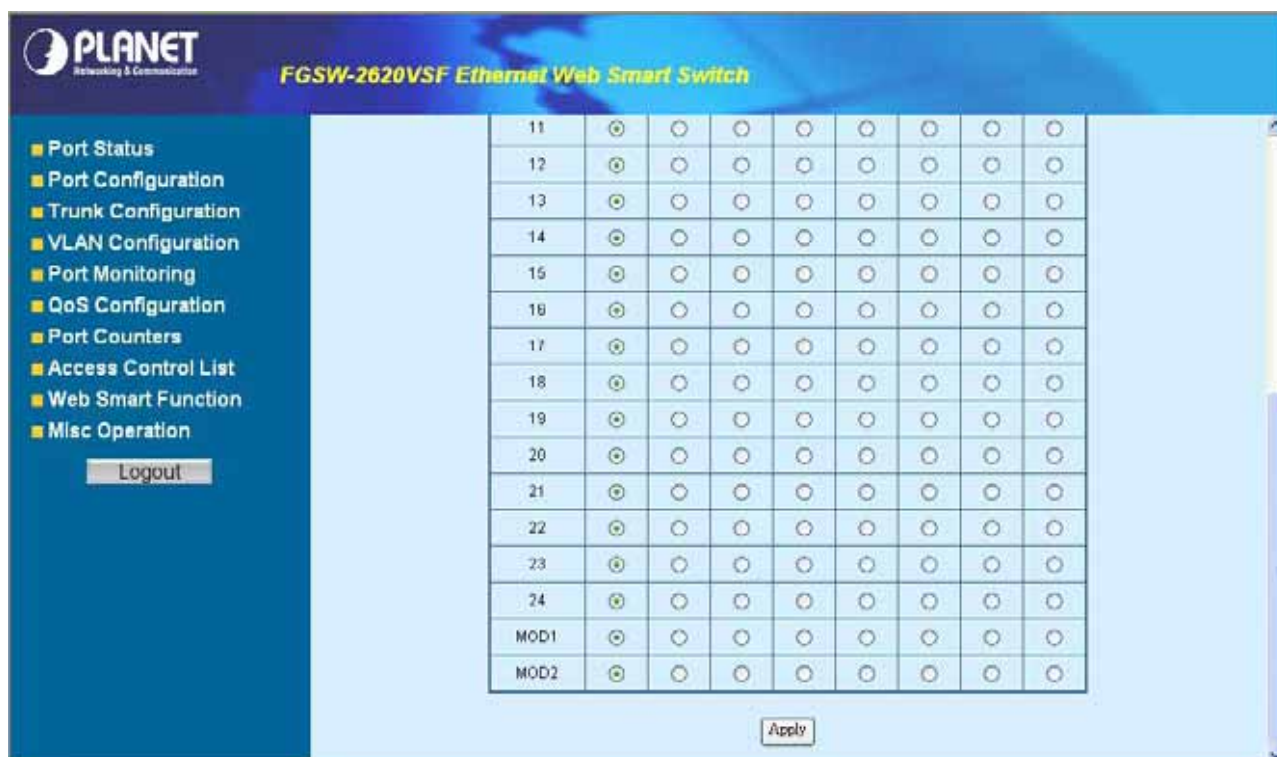 PLANET
Networking & Communication
FGSW-2620VSF Ethernet Web Smart Switch
Port Status
Port Configuration
Trunk Configuration
VLAN Configuration
Port Monitoring
QoS Configuration
Port Counters
Access Control List
Web Smart Function
Misc Operation
Logout
11
12
13
14
15
16
17
18
19
20
21
22
23
24
MOD1
MOD2
Apply